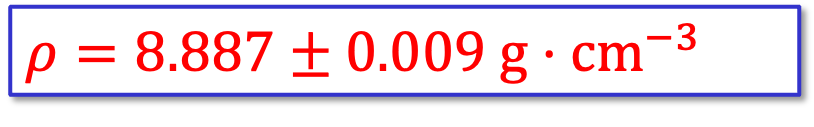 ρ = 8.887 ± 0.009 g · cm⁻³